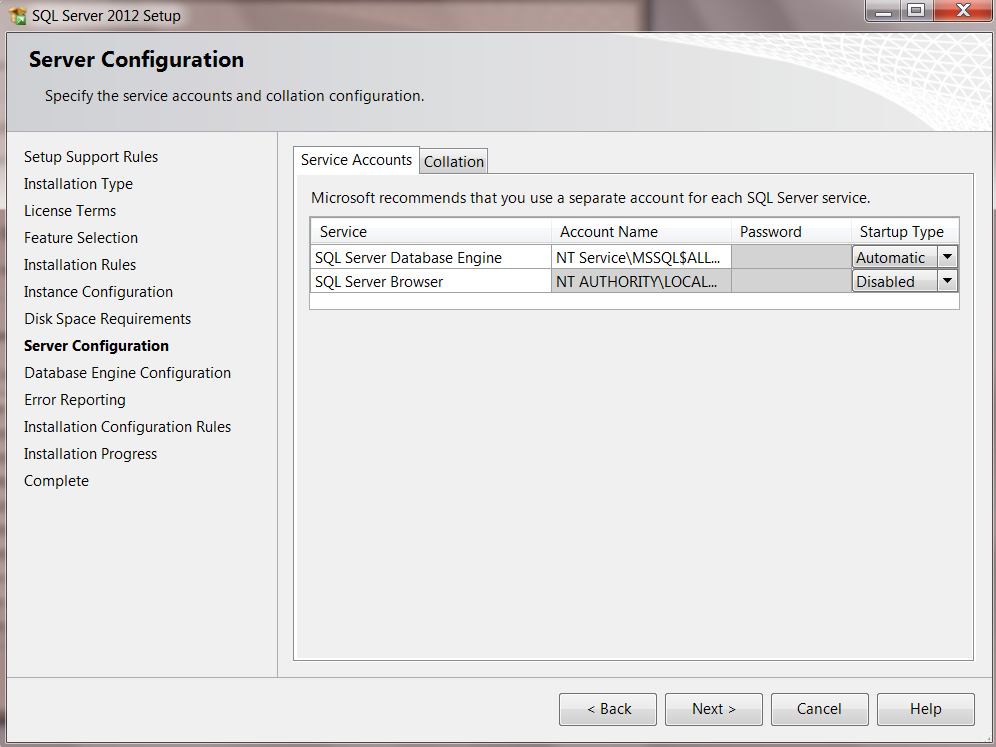 SQL Server 2012 Setup
Server Configuration
Specify the service accounts and collation configuration.
Setup Support Rules
Installation Type
License Terms
Feature Selection
Installation Rules
Instance Configuration
Disk Space Requirements
Server Configuration
Database Engine Configuration
Error Reporting
Installation Configuration Rules
Installation Progress
Complete
Service Accounts Collation
Microsoft recommends that you use a separate account for each SQL Server service.
Service Account Name Password Startup Type
SQL Server Database Engine NT Service\MSSQL$ALL... Automatic
SQL Server Browser NT AUTHORITY\LOCAL... Disabled
< Back Next > Cancel Help